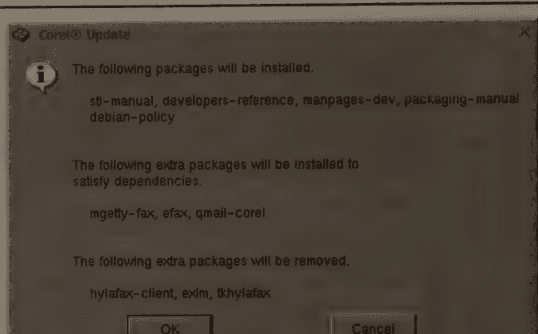 Corel® Update
The following packages will be installed.
stl-manual, developers-reference, manpages-dev, packaging-manual
debian-policy
The following extra packages will be installed to
satisfy dependencies.
mgetty-fax, efax, qmail-corel
The following extra packages will be removed.
hylafax-client, exim, tkhylafax
OK
Cancel